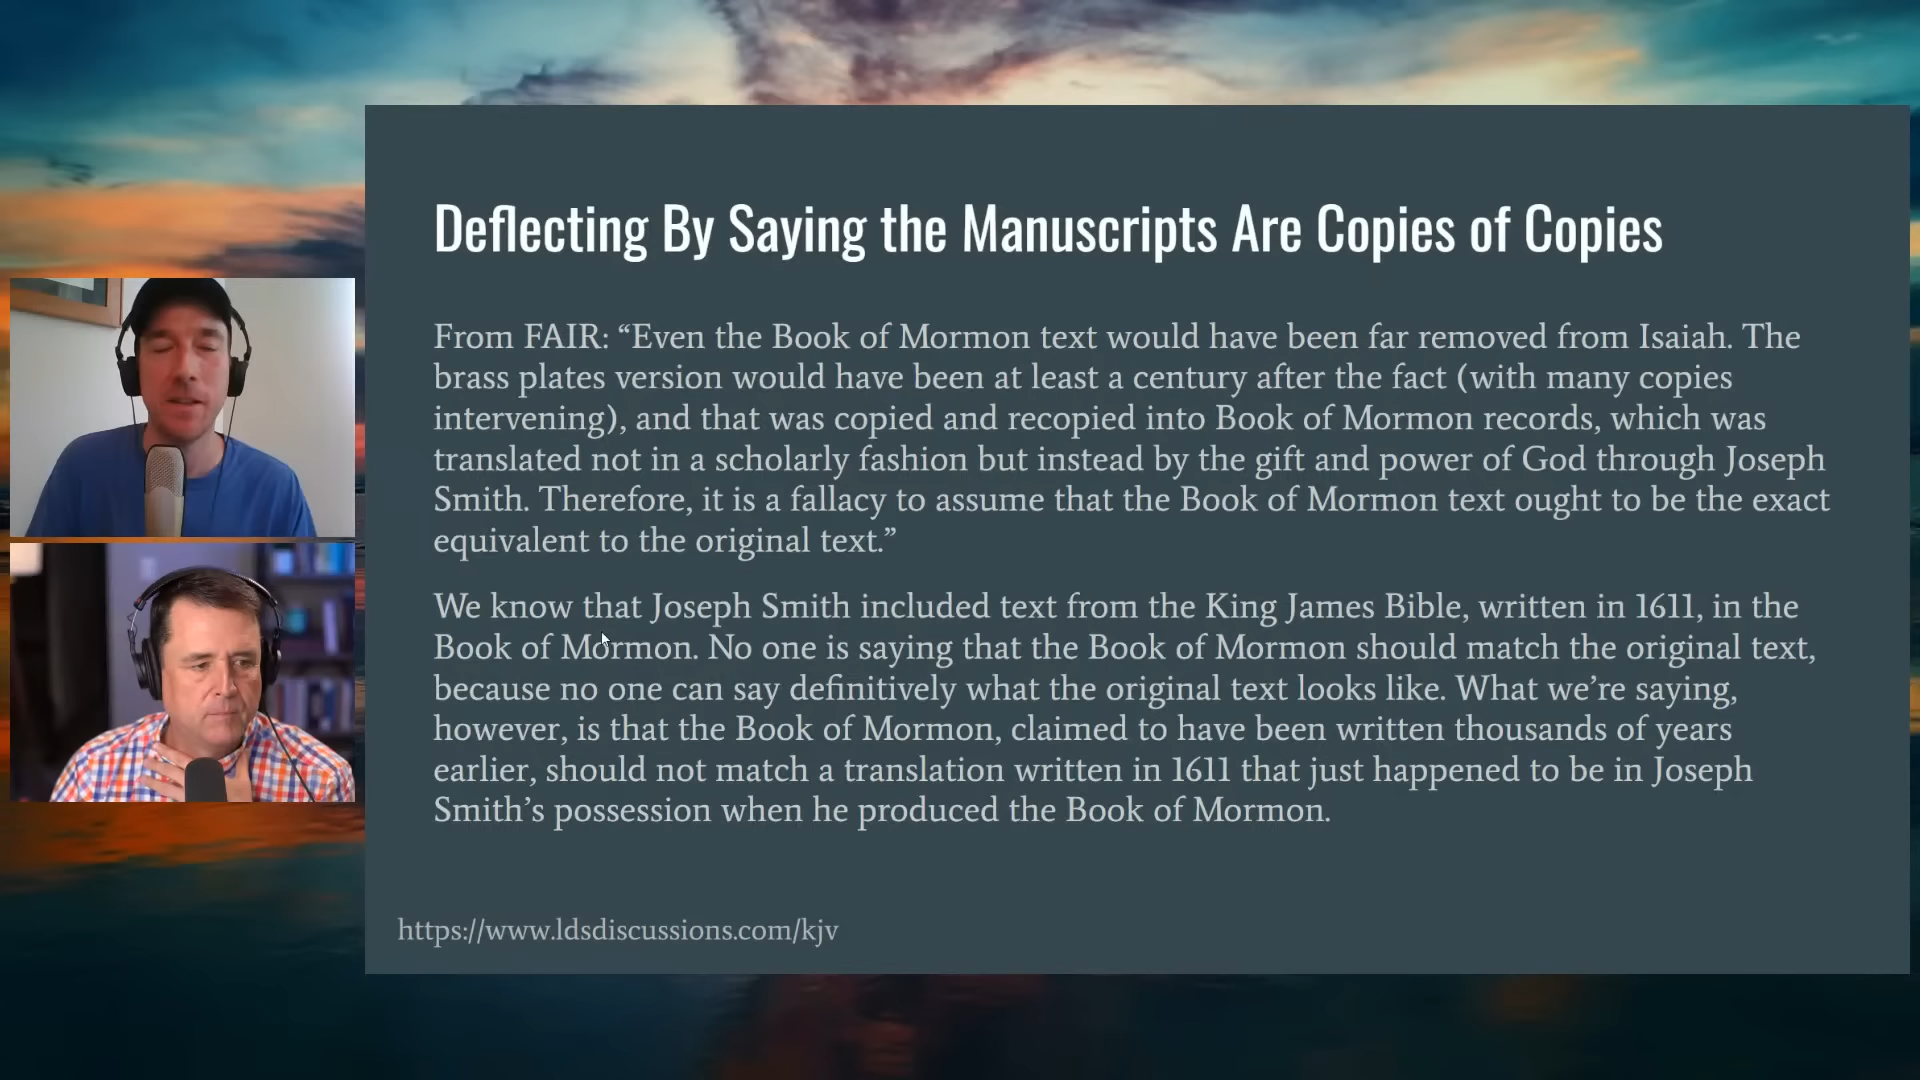 Deflecting By Saying the Manuscripts Are Copies of Copies
From FAIR: “Even the Book of Mormon text would have been far removed from Isaiah. The
brass plates version would have been at least a century after the fact (with many copies
intervening), and that was copied and recopied into Book of Mormon records, which was
translated not in a scholarly fashion but instead by the gift and power of God through Joseph
Smith. Therefore, it is a fallacy to assume that the Book of Mormon text ought to be the exact
equivalent to the original text.”
We know that Joseph Smith included text from the King James Bible, written in 1611, in the
Book of Mormon. No one is saying that the Book of Mormon should match the original text,
because no one can say definitively what the original text looks like. What we’re saying,
however, is that the Book of Mormon, claimed to have been written thousands of years
earlier, should not match a translation written in 1611 that just happened to be in Joseph
Smith’s possession when he produced the Book of Mormon.
https://www.ldsdiscussions.com/kjv